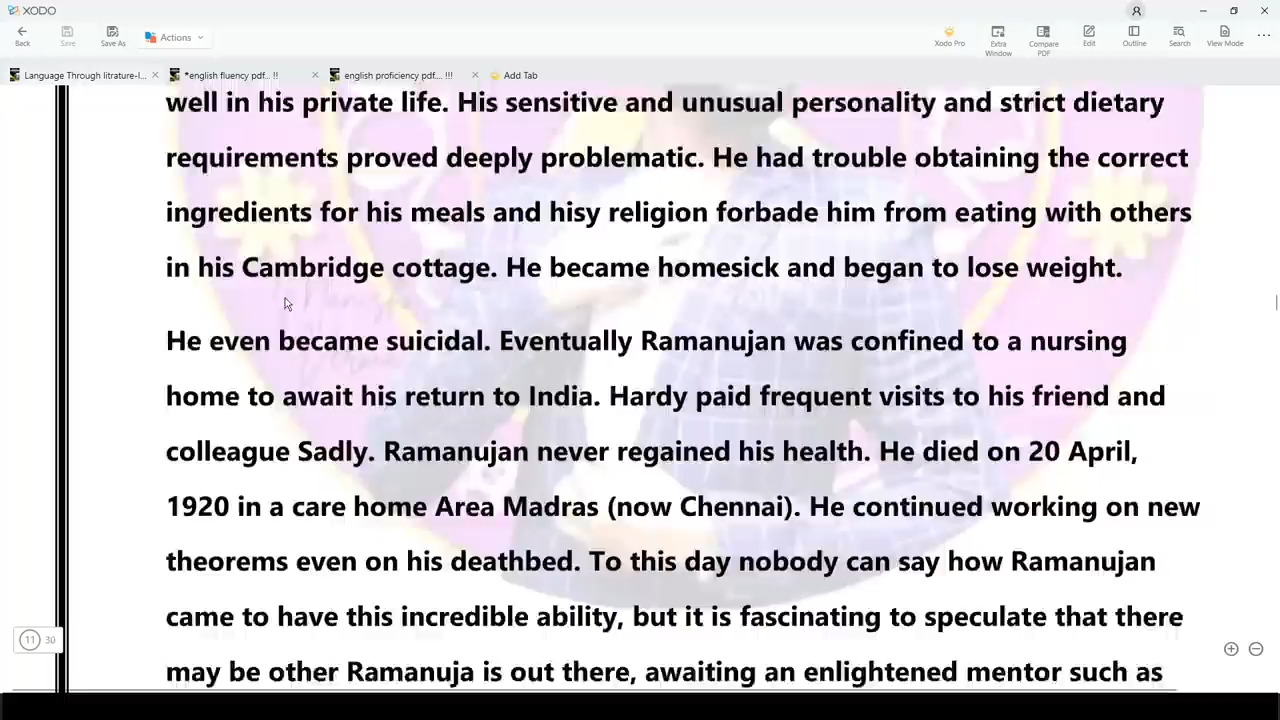 XODO
Back
Save
Save As
Actions
Xodo Pro
Extra Window
Compare PDF
Edit
Outline
Search
View Mode
Language Through litrature-I...
*english fluency pdf.. !!
english proficiency pdf.... !!!
Add Tab
well in his private life. His sensitive and unusual personality and strict dietary
requirements proved deeply problematic. He had trouble obtaining the correct
ingredients for his meals and hisy religion forbade him from eating with others
in his Cambridge cottage. He became homesick and began to lose weight.
He even became suicidal. Eventually Ramanujan was confined to a nursing
home to await his return to India. Hardy paid frequent visits to his friend and
colleague Sadly. Ramanujan never regained his health. He died on 20 April,
1920 in a care home Area Madras (now Chennai). He continued working on new
theorems even on his deathbed. To this day nobody can say how Ramanujan
came to have this incredible ability, but it is fascinating to speculate that there
may be other Ramanuja is out there, awaiting an enlightened mentor such as
11 30